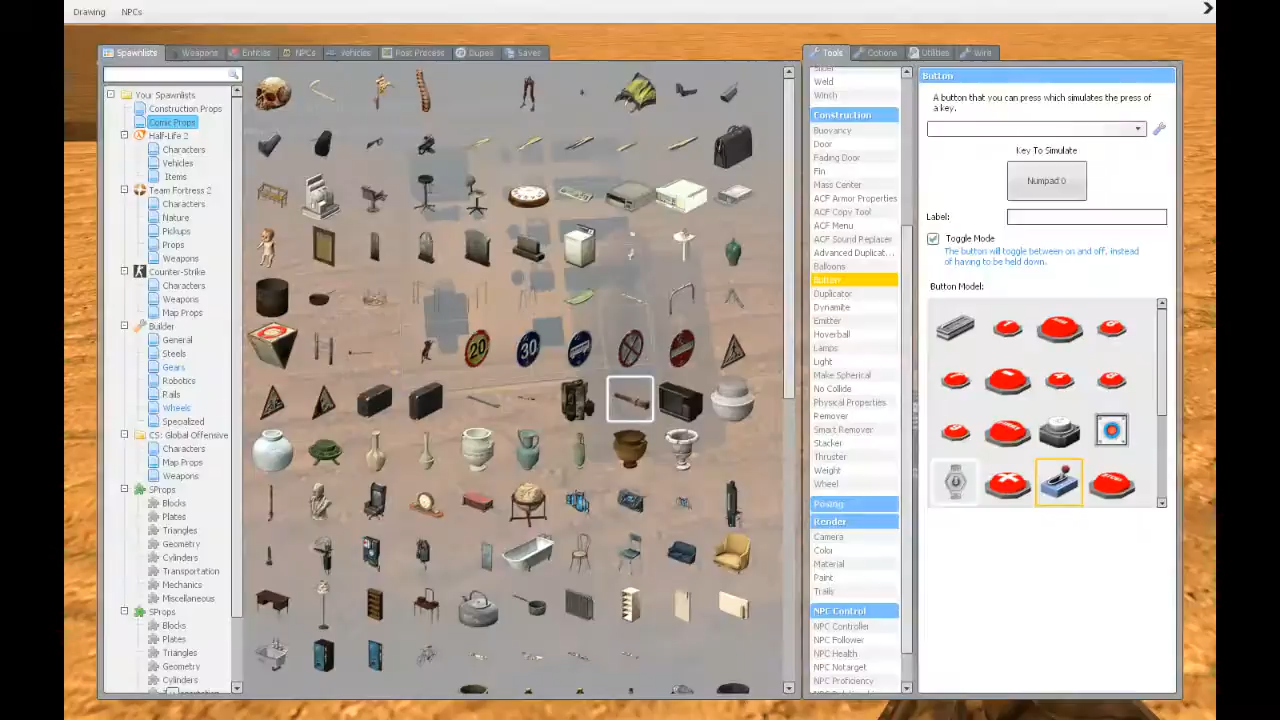 Drawing NPCs
Spawnlists Weapons Entities NPCs Vehicles Post Process Dupes Saves
Your Spawnlists
Construction Props
Comic Props
Half-Life 2
Characters
Vehicles
Items
Team Fortress 2
Characters
Nature
Pickups
Props
Weapons
Counter-Strike
Characters
Weapons
Map Props
Builder
General
Steels
Gears
Robotics
Rails
Wheels
Specialized
CS: Global Offensive
Characters
Map Props
Weapons
SProps
Blocks
Plates
Triangles
Geometry
Cylinders
Transportation
Mechanics
Miscellaneous
SProps
Blocks
Plates
Triangles
Geometry
Cylinders
20
30
Tools Options Utilities Wire
Slider
Weld
Winch
Construction
Buoyancy
Door
Fading Door
Fin
Mass Center
ACF Armor Properties
ACF Copy Tool
ACF Menu
ACF Sound Replacer
Advanced Duplicat...
Balloons
Button
Duplicator
Dynamite
Emitter
Hoverball
Lamps
Light
Make Spherical
No Collide
Physical Properties
Remover
Smart Remover
Stacker
Thruster
Weight
Wheel
Posing
Render
Camera
Color
Material
Paint
Trails
NPC Control
NPC Controller
NPC Follower
NPC Health
NPC Notarget
NPC Proficiency
Button
A button that you can press which simulates the press of
a key.
Key To Simulate
Numpad 0
Label:
Toggle Mode
The button will toggle between on and off, instead
of having to be held down.
Button Model: